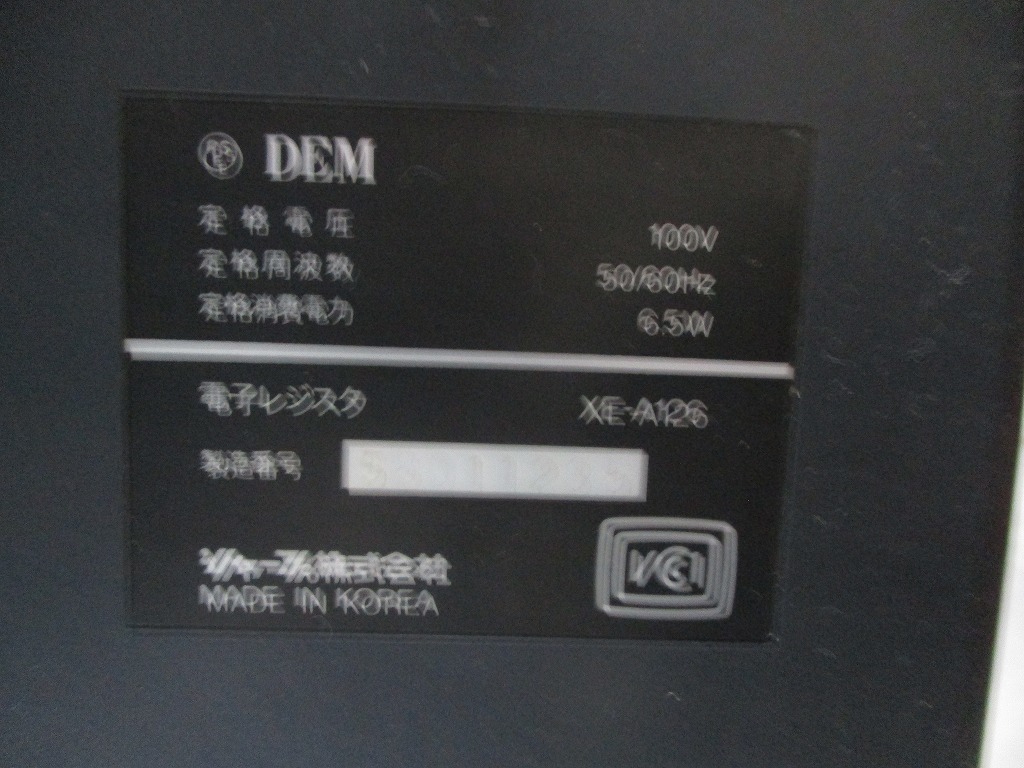 PSE DEM
定格電圧 100V
定格周波数 50/60Hz
定格消費電力 6.5W
電子レジスタ XE-A126
製造番号
シャープ株式会社
MADE IN KOREA
VCCI